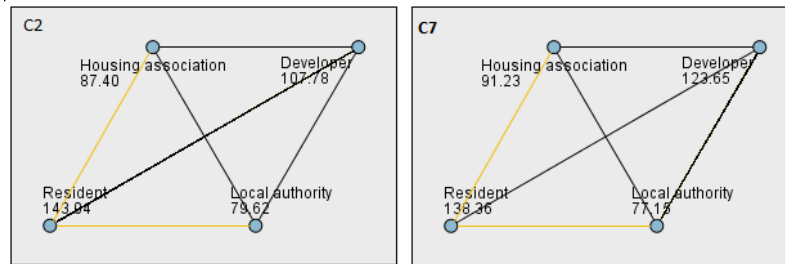 C2
Housing association
87.40
Developer
107.78
Resident
143.94
Local authority
79.62
C7
Housing association
91.23
Developer
123.65
Resident
138.36
Local authority
77.15